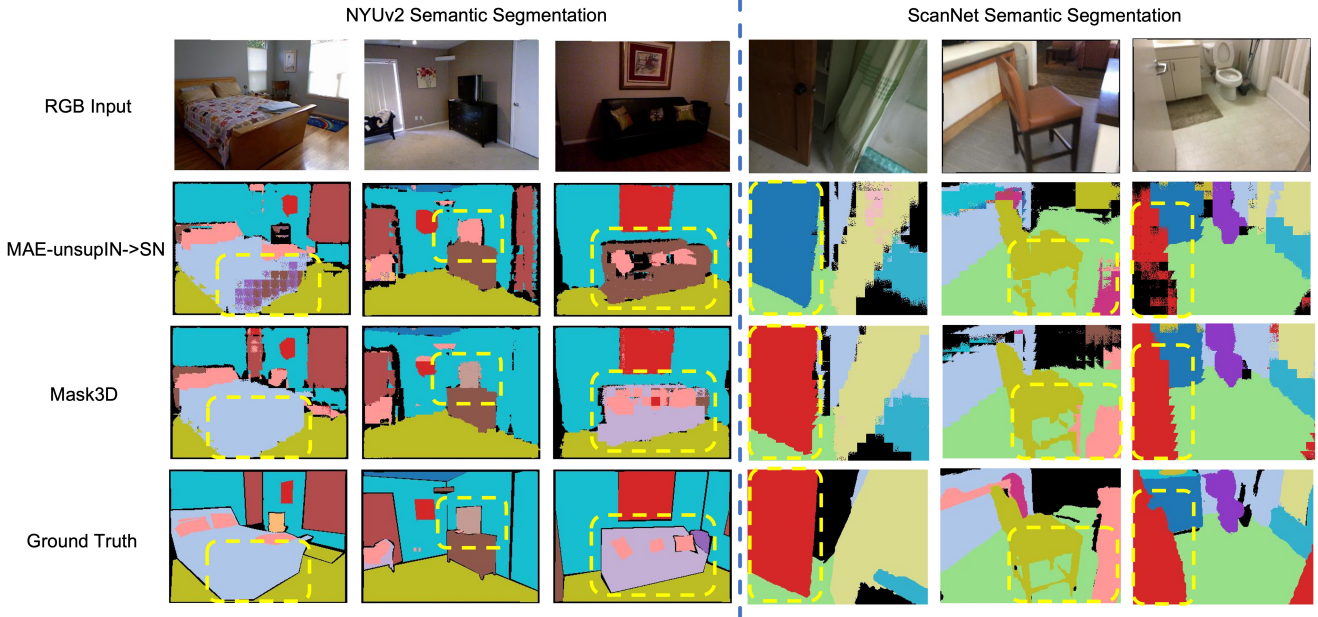 NYUv2 Semantic Segmentation
ScanNet Semantic Segmentation
RGB Input
MAE-unsupIN->SN
Mask3D
Ground Truth